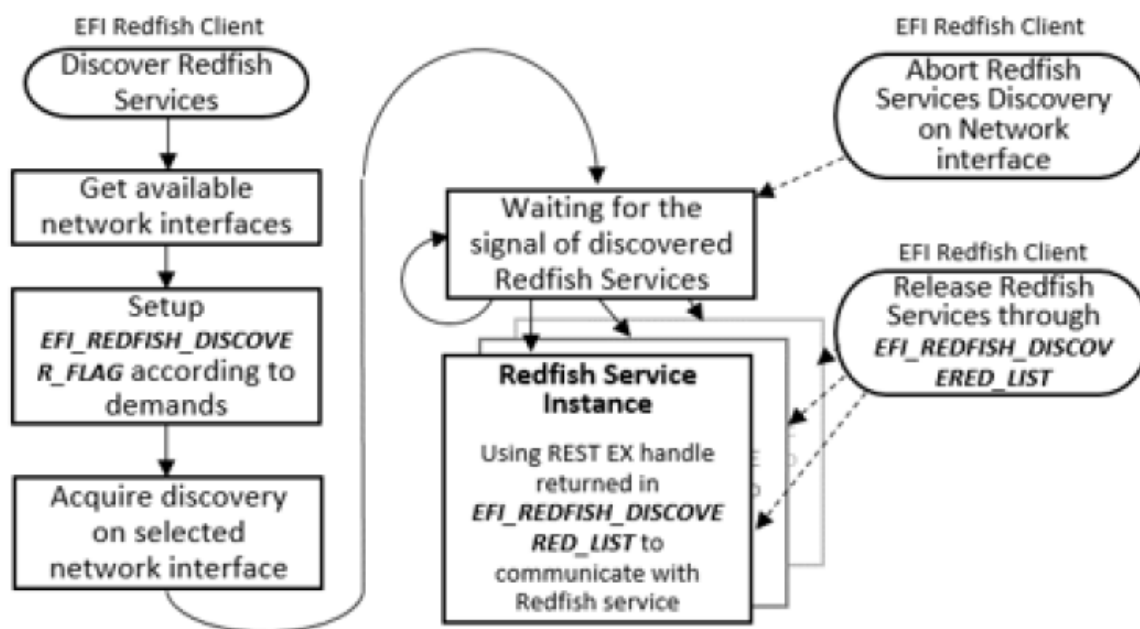 EFI Redfish Client
Discover Redfish
Services
Get available
network interfaces
Setup
EFI_REDFISH_DISCOVE
R_FLAG according to
demands
Acquire discovery
on selected
network interface
Waiting for the
signal of discovered
Redfish Services
Redfish Service
Instance
Using REST EX handle
returned in
EFI_REDFISH_DISCOVE
RED_LIST to
communicate with
Redfish service
EFI Redfish Client
Abort Redfish
Services Discovery
on Network
interface
EFI Redfish Client
Release Redfish
Services through
EFI_REDFISH_DISCOV
ERED_LIST